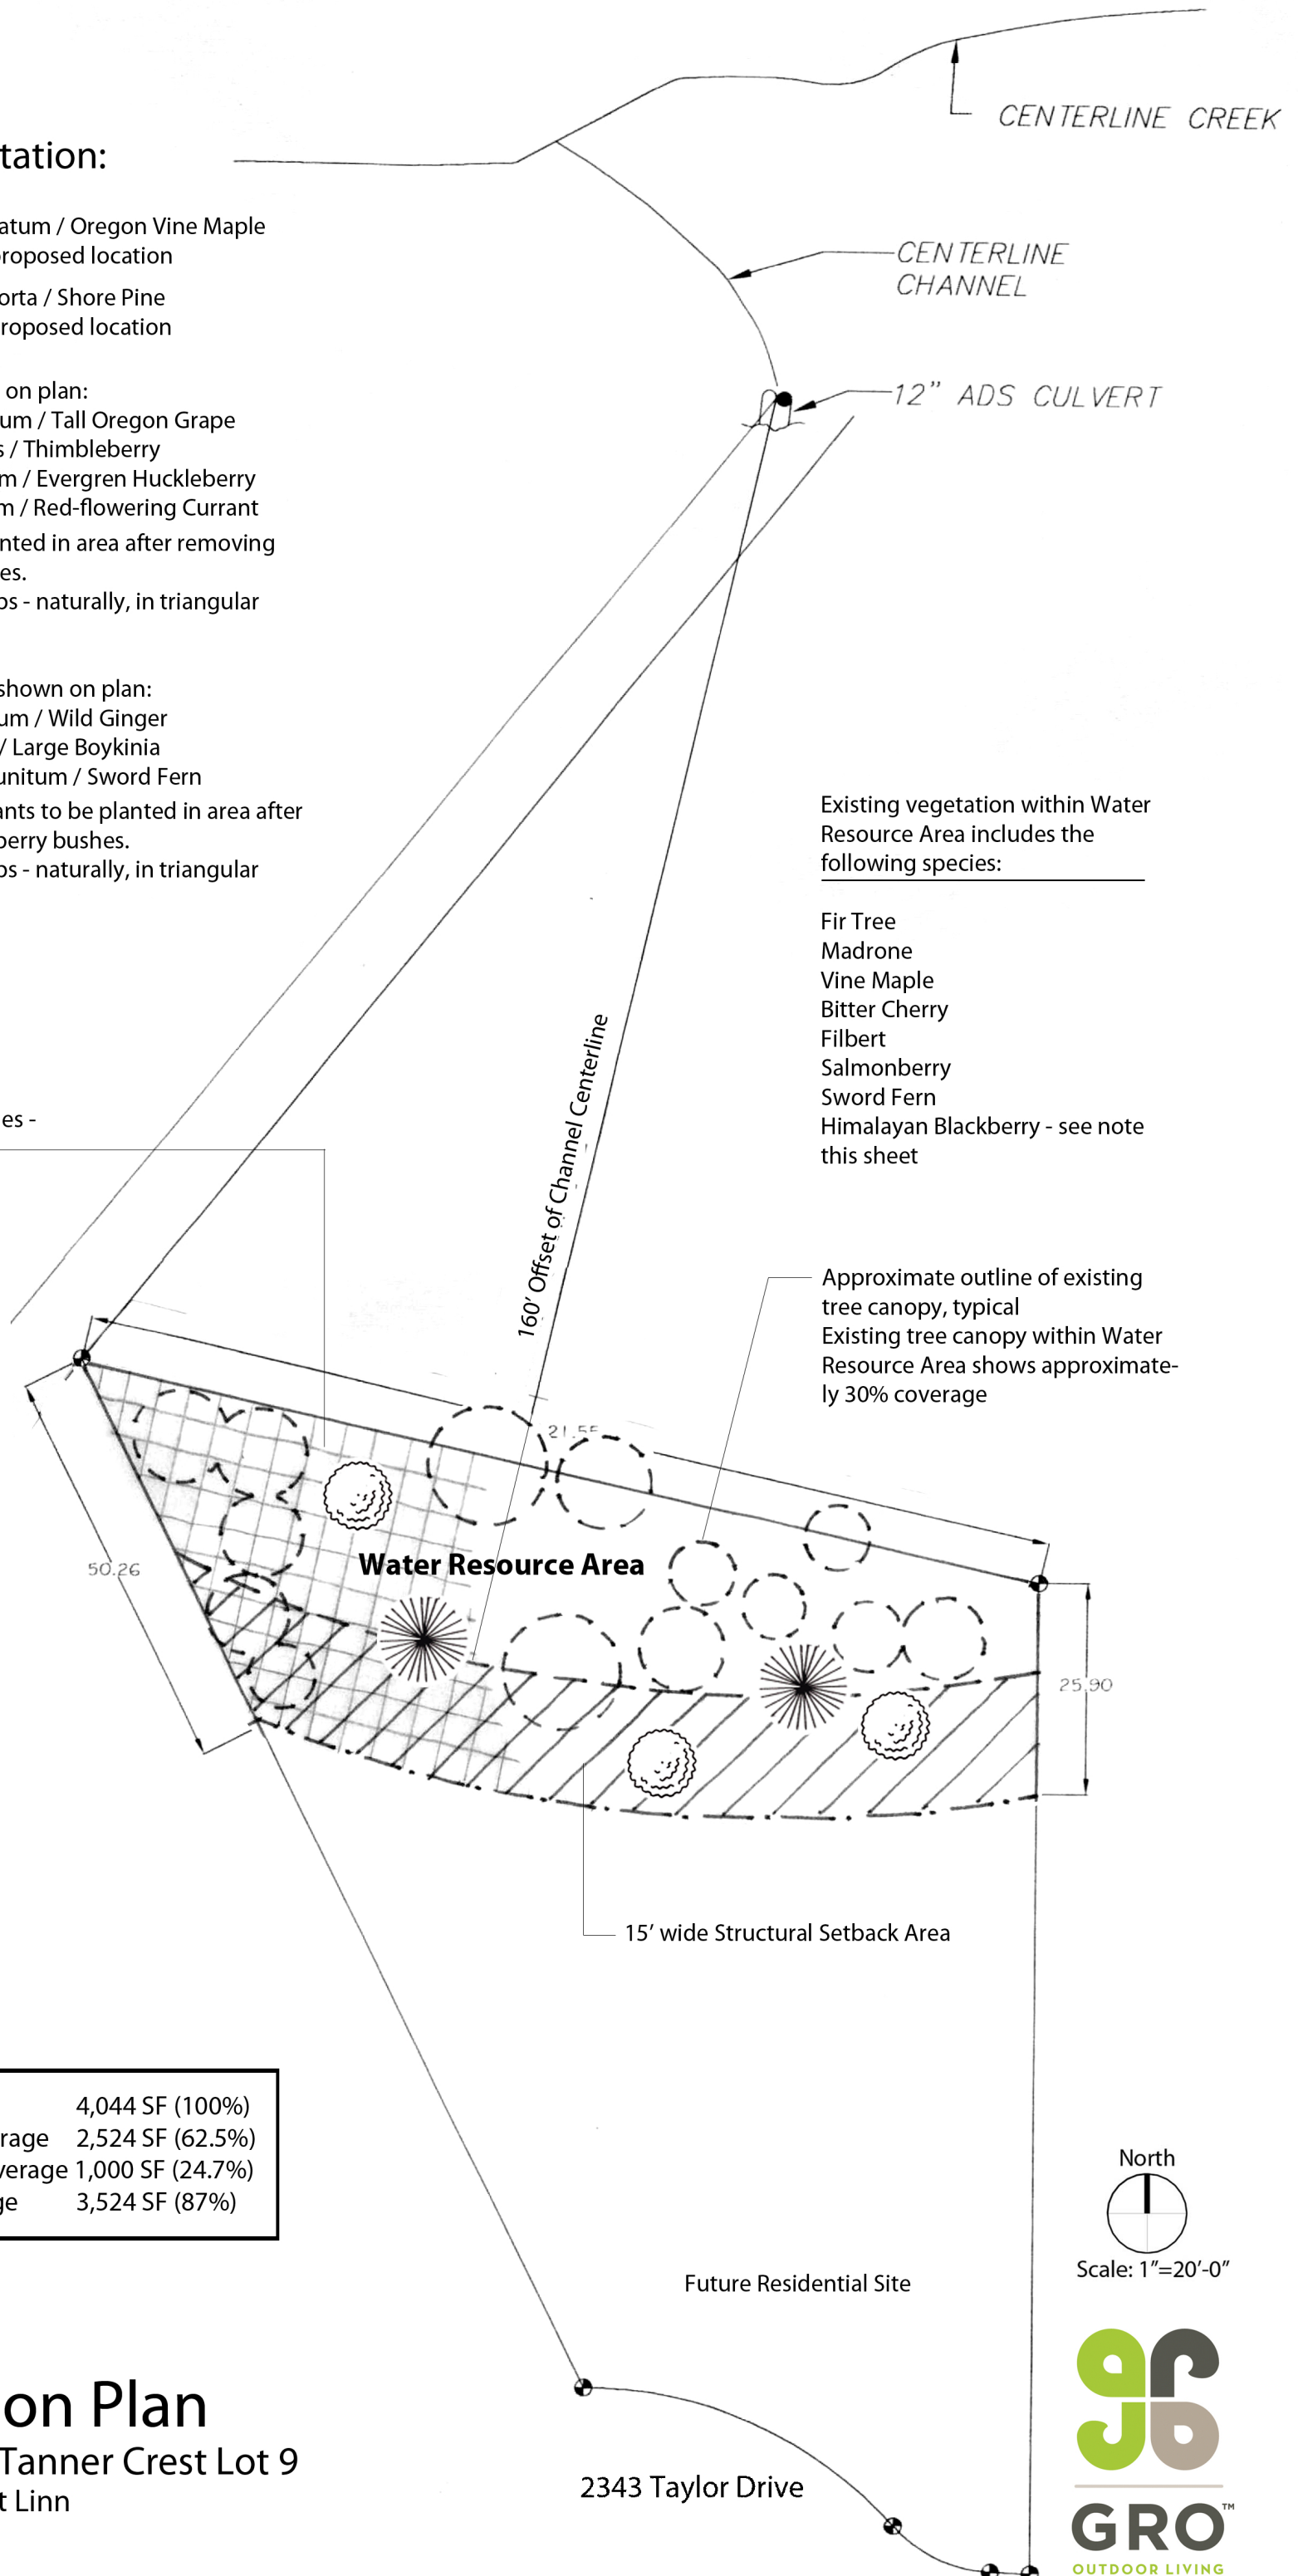 CENTERLINE CREEK
tation:
atum / Oregon Vine Maple
roposed location
orta / Shore Pine
roposed location
CENTERLINE
CHANNEL
12” ADS CULVERT
on plan:
um / Tall Oregon Grape
s / Thimbleberry
m / Evergren Huckleberry
m / Red-flowering Currant
nted in area after removing
es.
os - naturally, in triangular
shown on plan:
um / Wild Ginger
/ Large Boykinia
unitum / Sword Fern
ants to be planted in area after
berry bushes.
os - naturally, in triangular
Existing vegetation within Water
Resource Area includes the
following species:
Fir Tree
Madrone
Vine Maple
Bitter Cherry
Filbert
Salmonberry
Sword Fern
Himalayan Blackberry - see note
this sheet
es -
160’ Offset of Channel Centerline
Approximate outline of existing
tree canopy, typical
Existing tree canopy within Water
Resource Area shows approximate-
ly 30% coverage
21.55
Water Resource Area
50.26
25.90
15’ wide Structural Setback Area
4,044 SF (100%)
rage 2,524 SF (62.5%)
verage 1,000 SF (24.7%)
ge 3,524 SF (87%)
North
Scale: 1”=20’-0”
Future Residential Site
on Plan
Tanner Crest Lot 9
t Linn
2343 Taylor Drive
GRO™
OUTDOOR LIVING